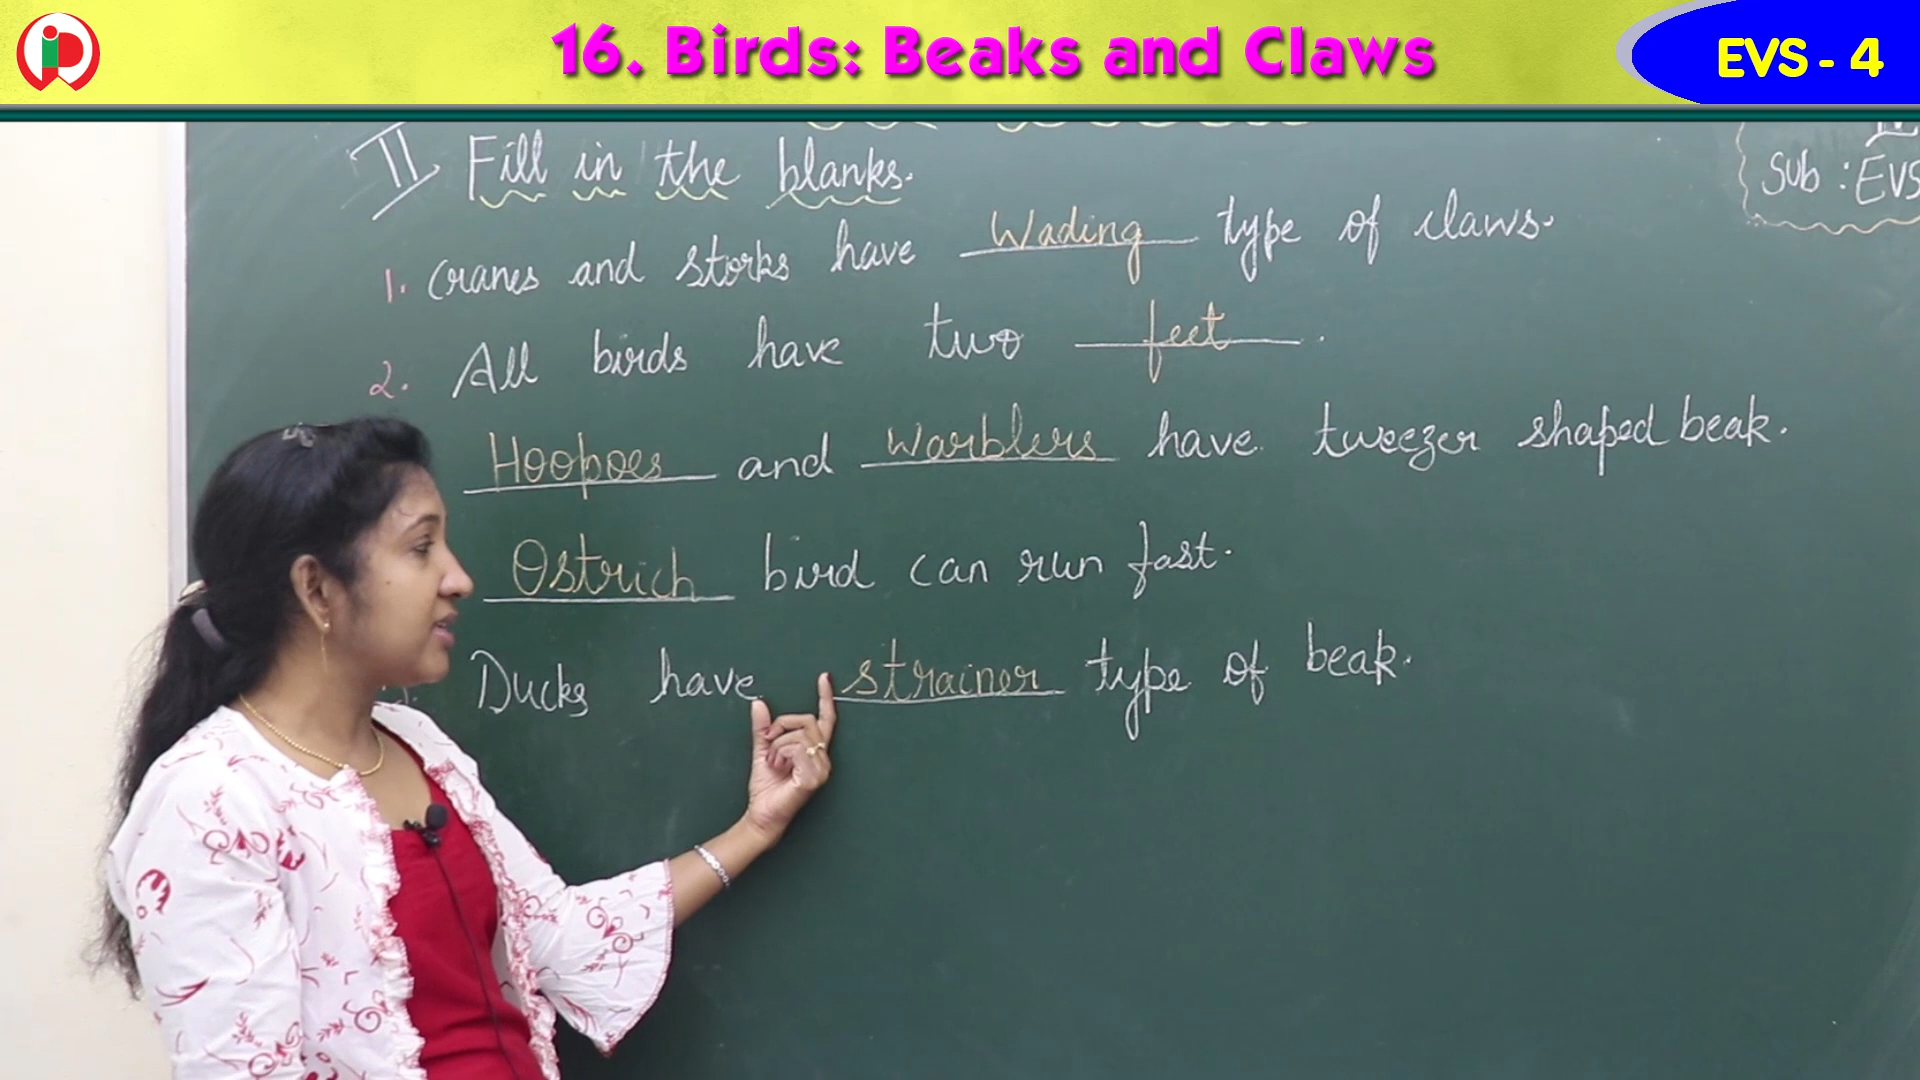 16. Birds: Beaks and Claws
EVS - 4
II Fill in the blanks.
Sub : EVS
1. Cranes and storks have Wading type of claws.
2. All birds have two feet.
Hoopoes and Warblers have tweezer shaped beak.
Ostrich bird can run fast.
Ducks have strainer type of beak.